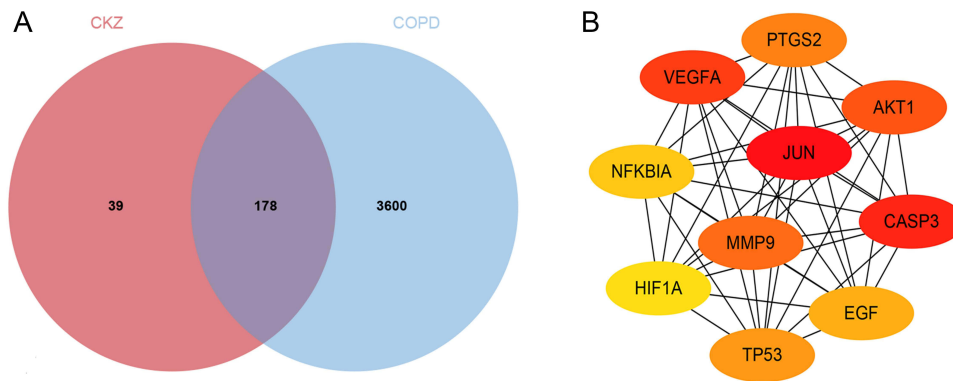 A
CKZ
COPD
39
178
3600
B
PTGS2
VEGFA
AKT1
JUN
NFKBIA
CASP3
MMP9
HIF1A
EGF
TP53